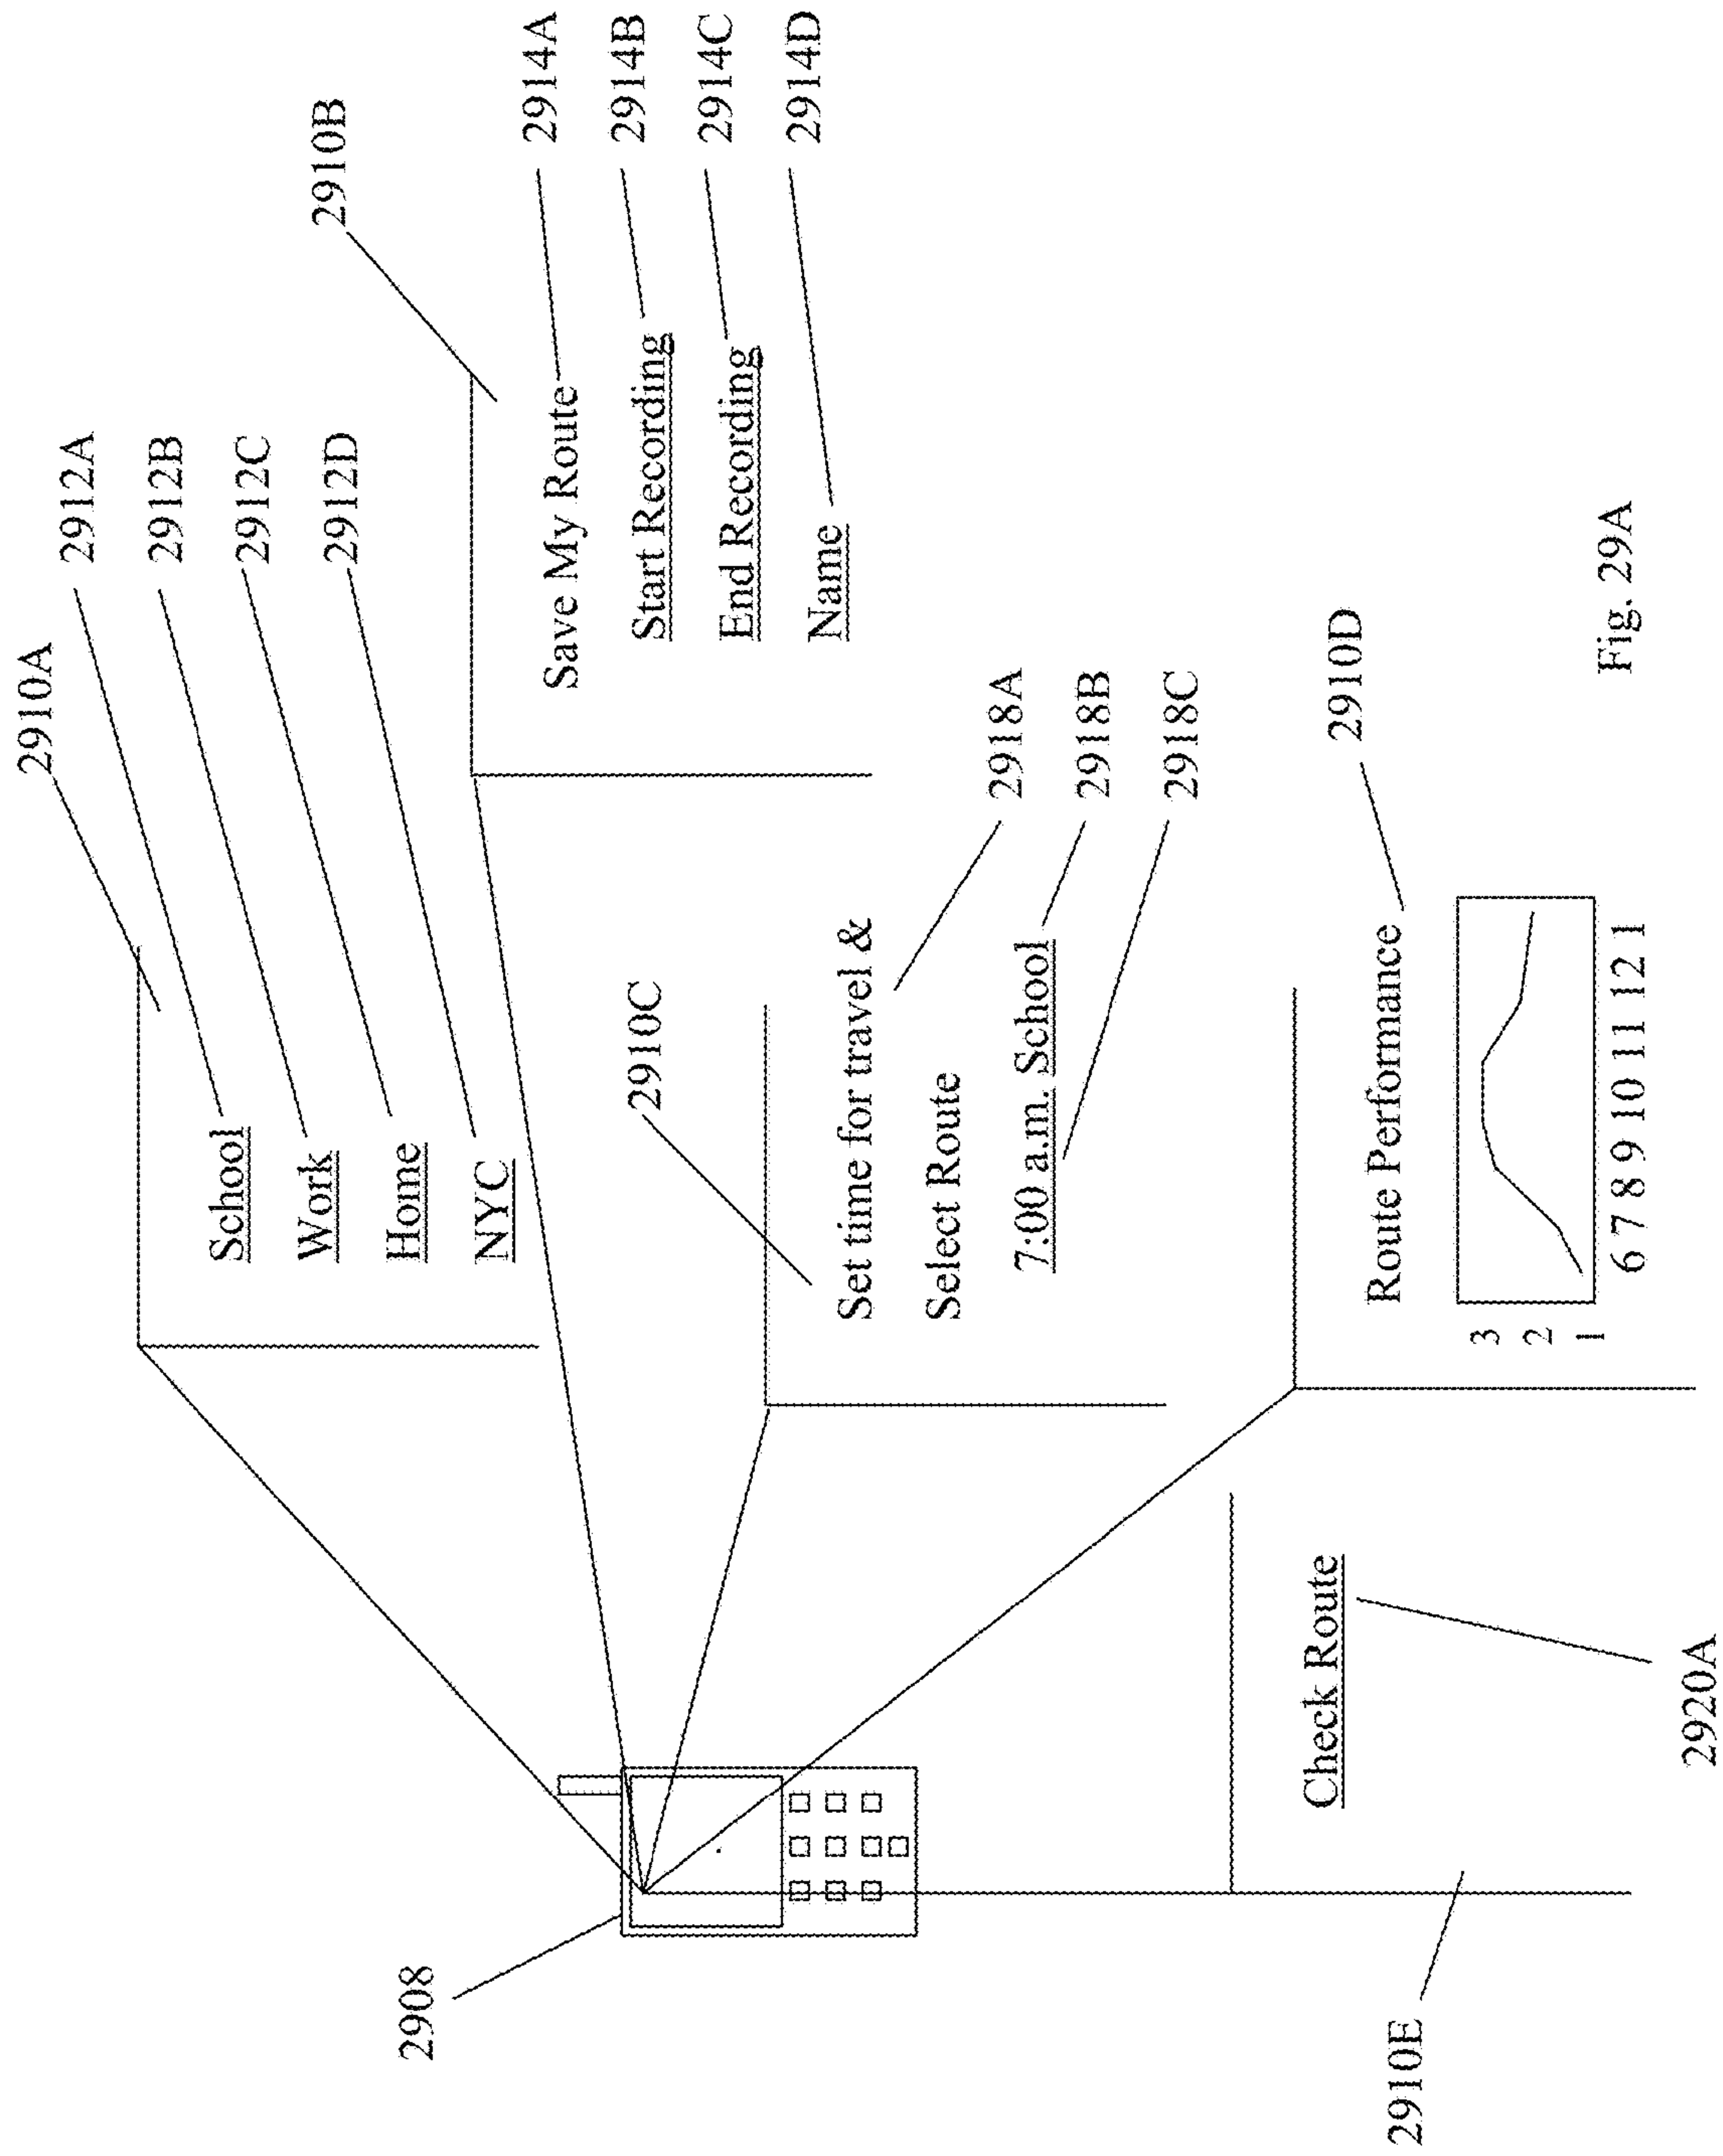 2910A
2912A
2912B
2912C
2912D
School
Work
Home
NYC
2910B
Save My Route
Start Recording
End Recording
Name
2914A
2914B
2914C
2914D
2908
2910C
Set time for travel &
Select Route
7:00 a.m. School
2918A
2918B
2918C
2910D
Route Performance
3
2
1
6 7 8 9 10 11 12 1
Check Route
2910E
2920A
Fig. 29A